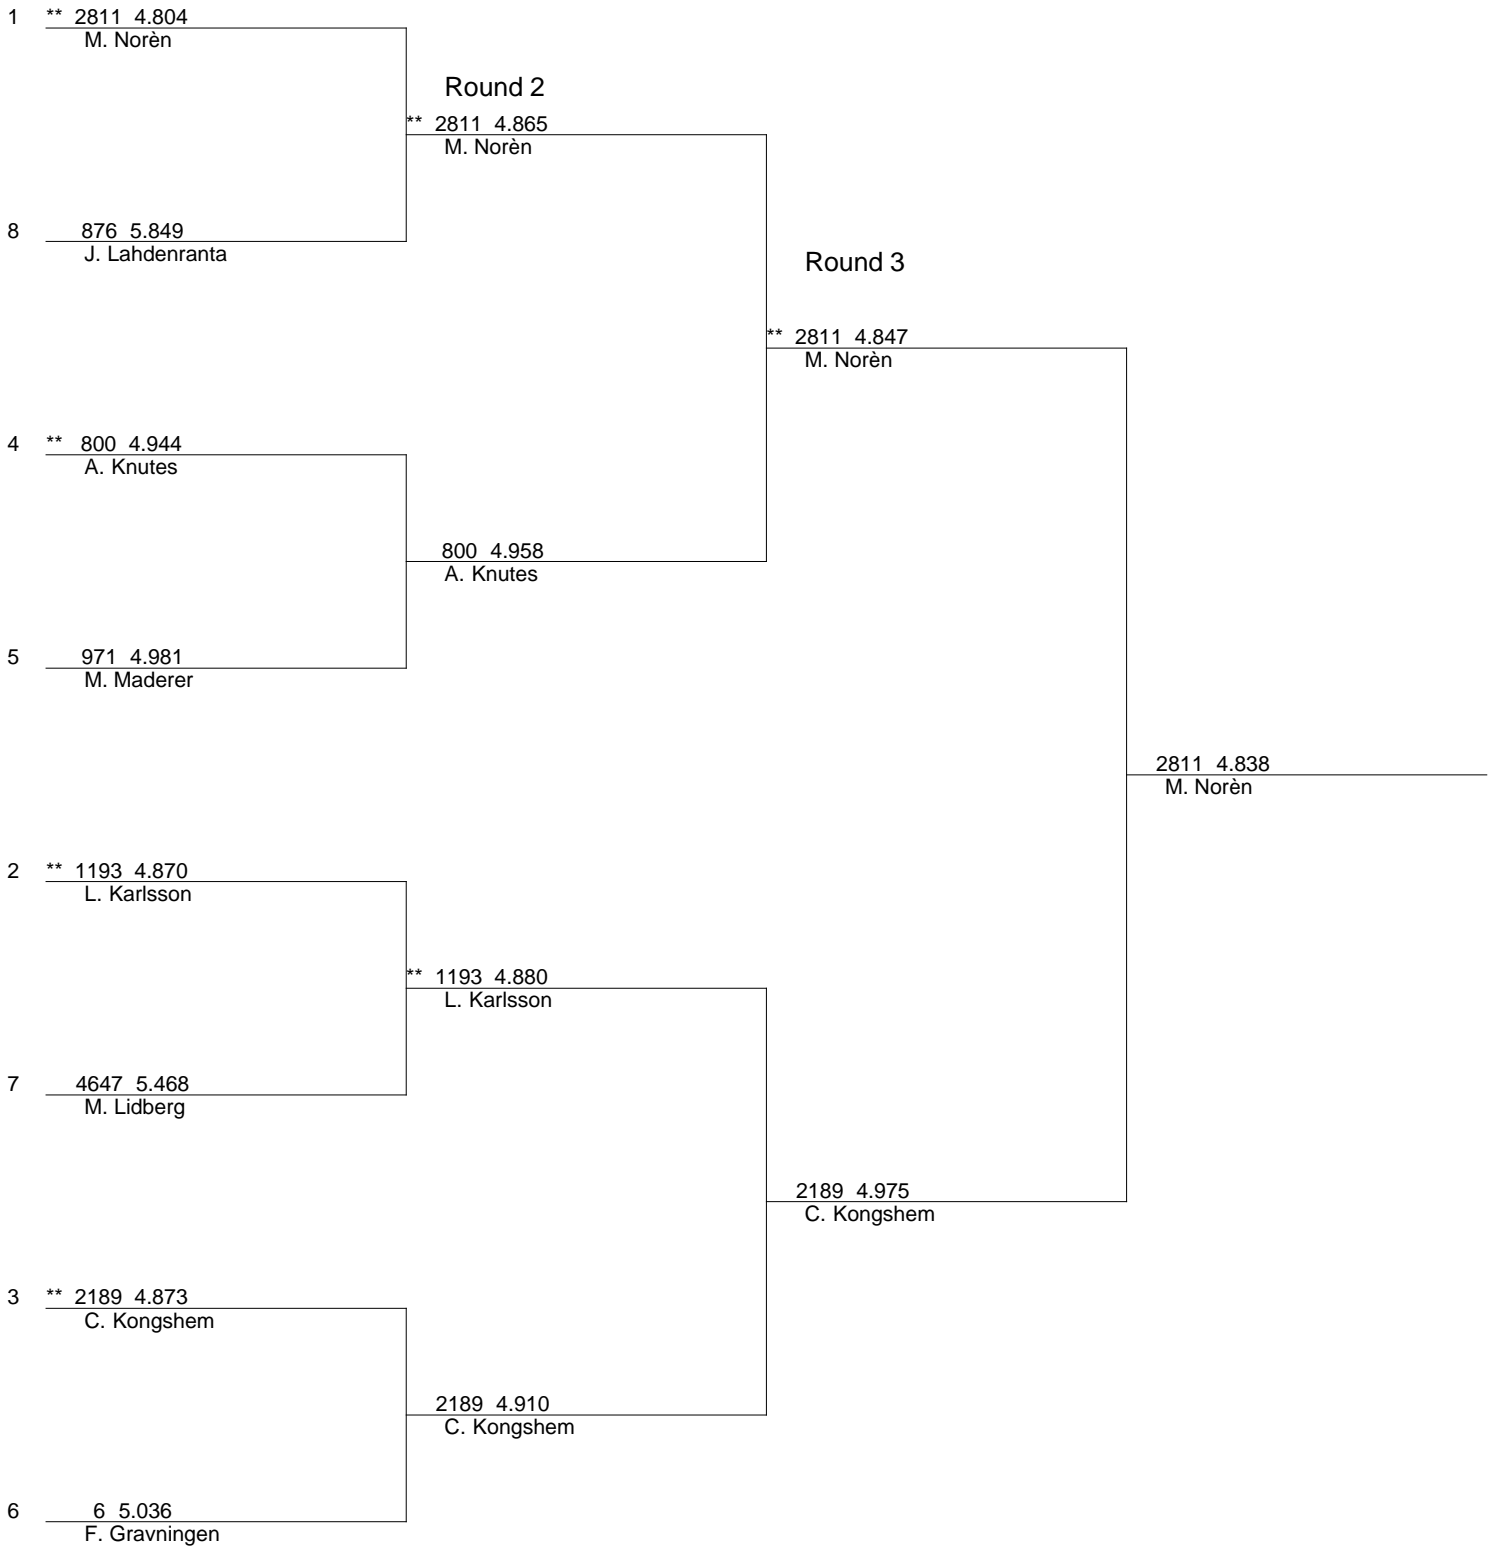 1 ** 2811 4.804
M. Norèn
Round 2
** 2811 4.865
M. Norèn
8 876 5.849
J. Lahdenranta
Round 3
** 2811 4.847
M. Norèn
4 ** 800 4.944
A. Knutes
800 4.958
A. Knutes
5 971 4.981
M. Maderer
2811 4.838
M. Norèn
2 ** 1193 4.870
L. Karlsson
** 1193 4.880
L. Karlsson
7 4647 5.468
M. Lidberg
2189 4.975
C. Kongshem
3 ** 2189 4.873
C. Kongshem
2189 4.910
C. Kongshem
6 6 5.036
F. Gravningen